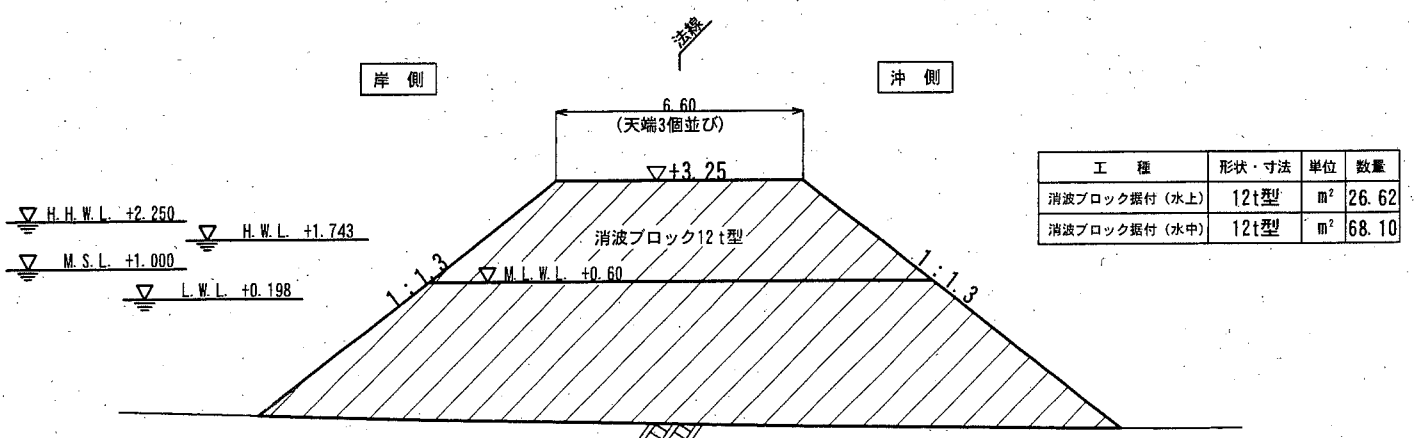 法線
岸 側
沖 側
6.60
(天端3個並び)
+3.25
工 種 形状・寸法 単位 数量
消波ブロック据付(水上) 12t型 m² 26.62
消波ブロック据付(水中) 12t型 m² 68.10
H.H.W.L. +2.250
H.W.L. +1.743
消波ブロック12t型
M.S.L. +1.000
1:1.3
M.L.W.L. +0.60
1:1.3
L.W.L. +0.198